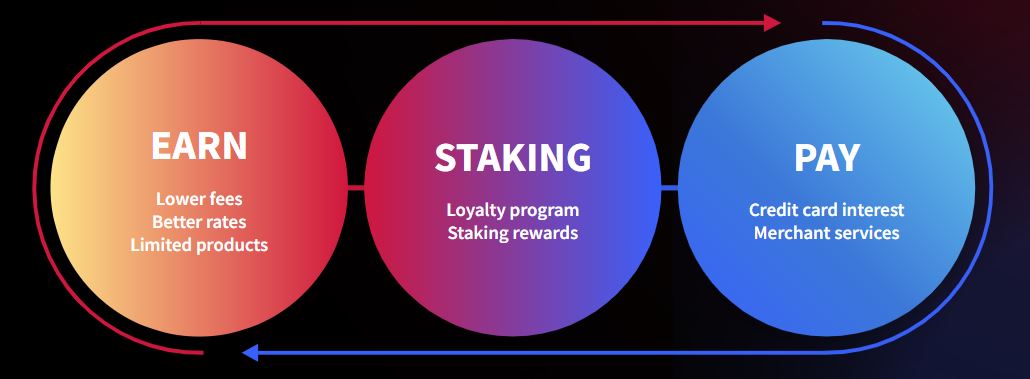 EARN
Lower fees
Better rates
Limited products
STAKING
Loyalty program
Staking rewards
PAY
Credit card interest
Merchant services